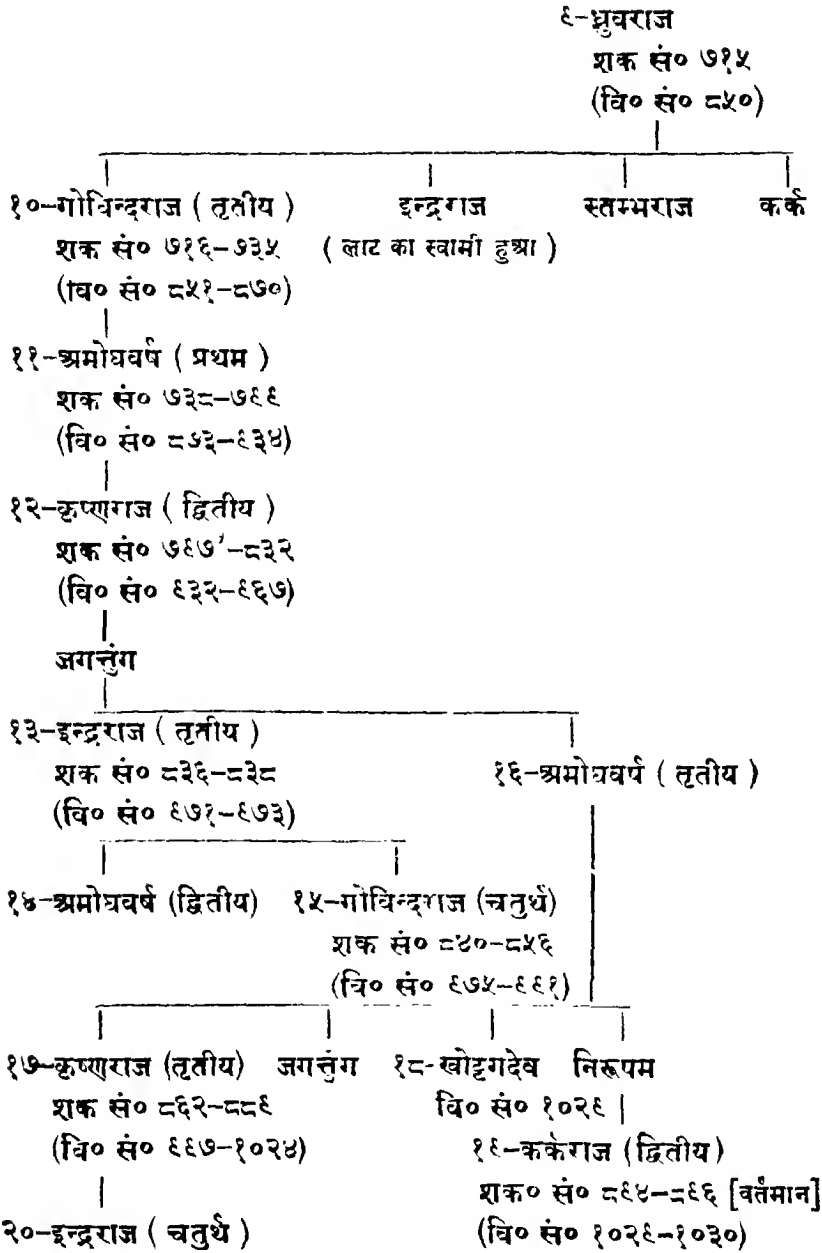 ९-ध्रुवराज
शक सं० ७१५
(वि० सं० ८५०)
१०-गोविन्दराज ( तृतीय ) इन्द्रराज स्तम्भराज कर्क
शक सं० ७१६-७३५ ( लाट का स्वामी हुआ )
(वि० सं० ८५१-८७०)
११-अमोघवर्ष ( प्रथम )
शक सं० ७३८-७९९
(वि० सं० ८७३-९३४)
१२-कृष्णराज ( द्वितीय )
शक सं० ७९७'-८३२
(वि० सं० ९३२-९६७)
जगत्तुंग
१३-इन्द्रराज ( तृतीय )
शक सं० ८३६-८३८ १६-अमोघवर्ष ( तृतीय )
(वि० सं० ९७१-९७३)
१४-अमोघवर्ष (द्वितीय) १५-गोविन्दराज (चतुर्थ)
शक सं० ८४०-८५६
(वि० सं० ९७५-९९१)
१७-कृष्णराज (तृतीय) जगत्तुंग १८-खोट्टिगदेव निरूपम
शक सं० ८६२-८८९ वि० सं० १०२९
(वि० सं० ९९७-१०२४) १९-कर्कराज (द्वितीय)
शक० सं० ८९४-८९६ [वर्तमान]
२०-इन्द्रराज ( चतुर्थ ) (वि० सं० १०२९-१०३०)